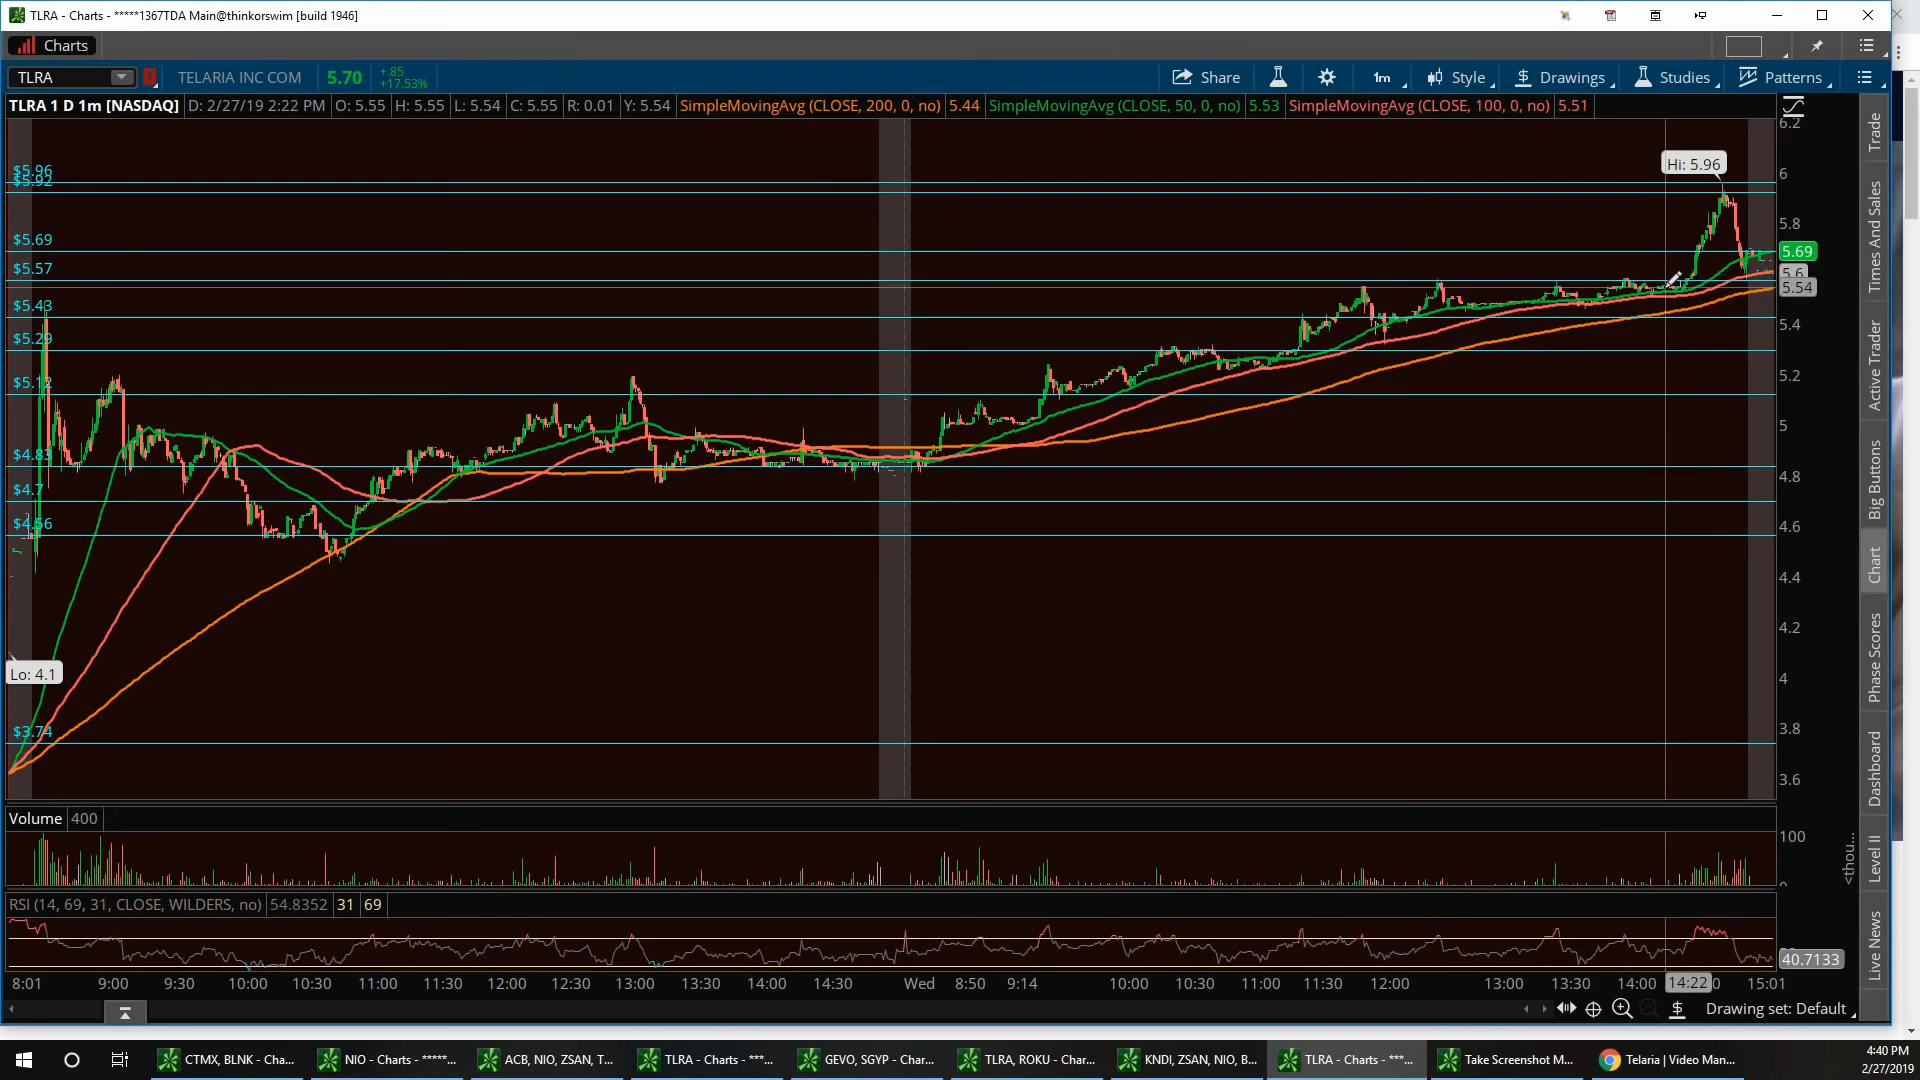 TLRA - Charts - *****1367TDA Main@thinkorswim [build 1946]
Charts
TLRA
1
TELARIA INC COM
5.70
+.85
+17.53%
Share
1m
Style
Drawings
Studies
Patterns
TLRA 1 D 1m [NASDAQ] D: 2/27/19 2:22 PM O: 5.55 H: 5.55 L: 5.54 C: 5.55 R: 0.01 Y: 5.54 SimpleMovingAvg (CLOSE, 200, 0, no) 5.44 SimpleMovingAvg (CLOSE, 50, 0, no) 5.53 SimpleMovingAvg (CLOSE, 100, 0, no) 5.51
$5.96
$5.92
$5.69
$5.57
$5.43
$5.29
$5.12
$4.83
$4.7
$4.56
$3.74
Hi: 5.96
Lo: 4.1
6.2
6
5.8
5.69
5.6
5.54
5.4
5.2
5
4.8
4.6
4.4
4.2
4
3.8
3.6
Volume 400
100
<thou...
RSI (14, 69, 31, CLOSE, WILDERS, no) 54.8352 31 69
40.7133
8:01 9:00 9:30 10:00 10:30 11:00 11:30 12:00 12:30 13:00 13:30 14:00 14:30 Wed 8:50 9:14 10:00 10:30 11:00 11:30 12:00 13:00 13:30 14:00 14:22 15:01
Drawing set: Default
Trade
Times And Sales
Active Trader
Big Buttons
Chart
Phase Scores
Dashboard
Level II
Live News
CTMX, BLNK - Cha...
NIO - Charts - *****...
ACB, NIO, ZSAN, T...
TLRA - Charts - ***...
GEVO, SGYP - Char...
TLRA, ROKU - Char...
KNDI, ZSAN, NIO, B...
TLRA - Charts - ***...
Take Screenshot M...
Telaria | Video Man...
4:40 PM
2/27/2019